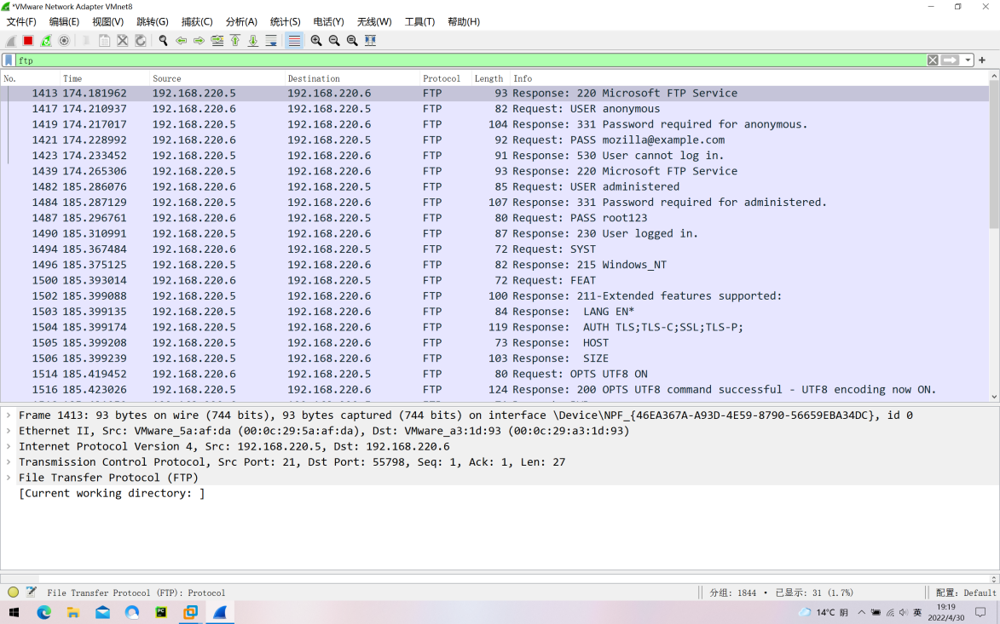 *VMware Network Adapter VMnet8
文件(F) 编辑(E) 视图(V) 跳转(G) 捕获(C) 分析(A) 统计(S) 电话(Y) 无线(W) 工具(T) 帮助(H)
ftp
No. Time Source Destination Protocol Length Info
1413 174.181962 192.168.220.5 192.168.220.6 FTP 93 Response: 220 Microsoft FTP Service
1417 174.210937 192.168.220.6 192.168.220.5 FTP 82 Request: USER anonymous
1419 174.217017 192.168.220.5 192.168.220.6 FTP 104 Response: 331 Password required for anonymous.
1421 174.228992 192.168.220.6 192.168.220.5 FTP 92 Request: PASS mozilla@example.com
1423 174.233452 192.168.220.5 192.168.220.6 FTP 91 Response: 530 User cannot log in.
1439 174.265306 192.168.220.5 192.168.220.6 FTP 93 Response: 220 Microsoft FTP Service
1482 185.286076 192.168.220.6 192.168.220.5 FTP 85 Request: USER administered
1484 185.287129 192.168.220.5 192.168.220.6 FTP 107 Response: 331 Password required for administered.
1487 185.296761 192.168.220.6 192.168.220.5 FTP 80 Request: PASS root123
1490 185.310991 192.168.220.5 192.168.220.6 FTP 87 Response: 230 User logged in.
1494 185.367484 192.168.220.6 192.168.220.5 FTP 72 Request: SYST
1496 185.375125 192.168.220.5 192.168.220.6 FTP 82 Response: 215 Windows_NT
1500 185.393014 192.168.220.6 192.168.220.5 FTP 72 Request: FEAT
1502 185.399088 192.168.220.5 192.168.220.6 FTP 100 Response: 211-Extended features supported:
1503 185.399135 192.168.220.5 192.168.220.6 FTP 84 Response:  LANG EN*
1504 185.399174 192.168.220.5 192.168.220.6 FTP 119 Response:  AUTH TLS;TLS-C;SSL;TLS-P;
1505 185.399208 192.168.220.5 192.168.220.6 FTP 73 Response:  HOST
1506 185.399239 192.168.220.5 192.168.220.6 FTP 103 Response:  SIZE
1514 185.419452 192.168.220.6 192.168.220.5 FTP 80 Request: OPTS UTF8 ON
1516 185.423026 192.168.220.5 192.168.220.6 FTP 124 Response: 200 OPTS UTF8 command successful - UTF8 encoding now ON.
Frame 1413: 93 bytes on wire (744 bits), 93 bytes captured (744 bits) on interface \Device\NPF_{46EA367A-A93D-4E59-8790-56659EBA34DC}, id 0
Ethernet II, Src: VMware_5a:af:da (00:0c:29:5a:af:da), Dst: VMware_a3:1d:93 (00:0c:29:a3:1d:93)
Internet Protocol Version 4, Src: 192.168.220.5, Dst: 192.168.220.6
Transmission Control Protocol, Src Port: 21, Dst Port: 55798, Seq: 1, Ack: 1, Len: 27
File Transfer Protocol (FTP)
[Current working directory: ]
File Transfer Protocol (FTP): Protocol 分组: 1844 · 已显示: 31 (1.7%) 配置: Default
PC 14°C 阴 英 19:19
2022/4/30